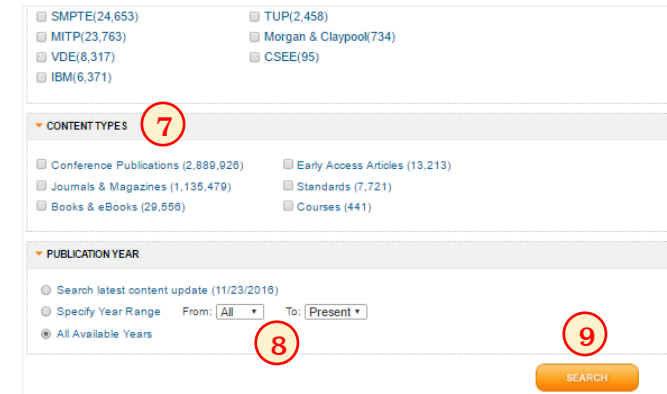 SMPTE(24,653) TUP(2,458)
MITP(23,763) Morgan & Claypool(734)
VDE(8,317) CSEE(95)
IBM(6,371)
CONTENT TYPES 7
Conference Publications (2,889,926) Early Access Articles (13,213)
Journals & Magazines (1,135,479) Standards (7,721)
Books & eBooks (29,556) Courses (441)
PUBLICATION YEAR
Search latest content update (11/23/2016)
Specify Year Range From: All To: Present
All Available Years
8
9
SEARCH